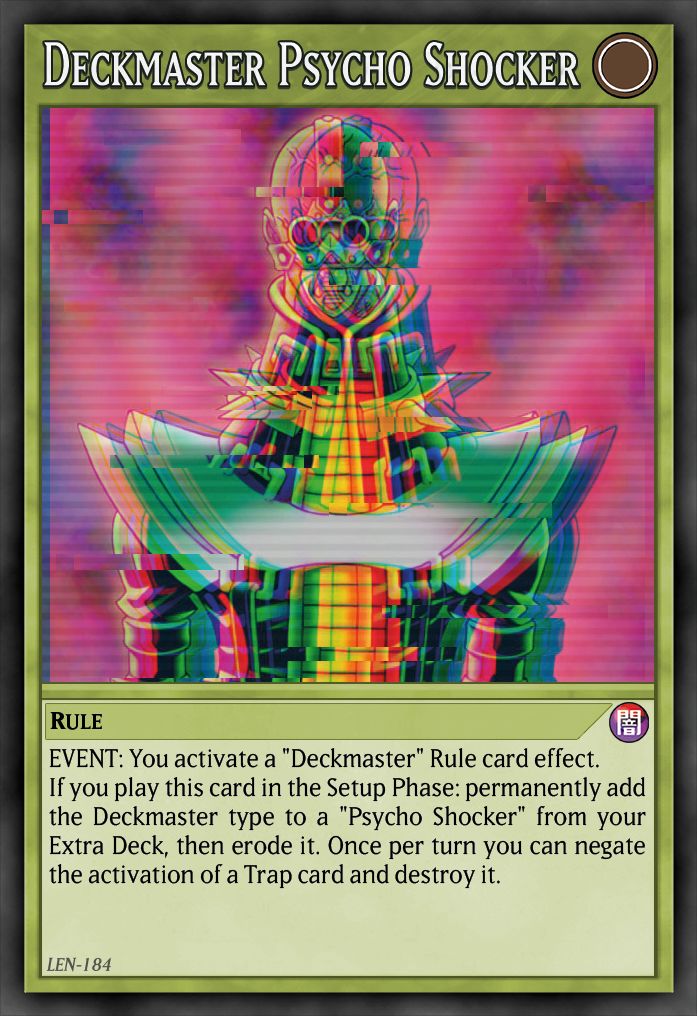 Deckmaster Psycho Shocker
Rule
闇
EVENT: You activate a "Deckmaster" Rule card effect.
If you play this card in the Setup Phase: permanently add
the Deckmaster type to a "Psycho Shocker" from your
Extra Deck, then erode it. Once per turn you can negate
the activation of a Trap card and destroy it.
LEN-184